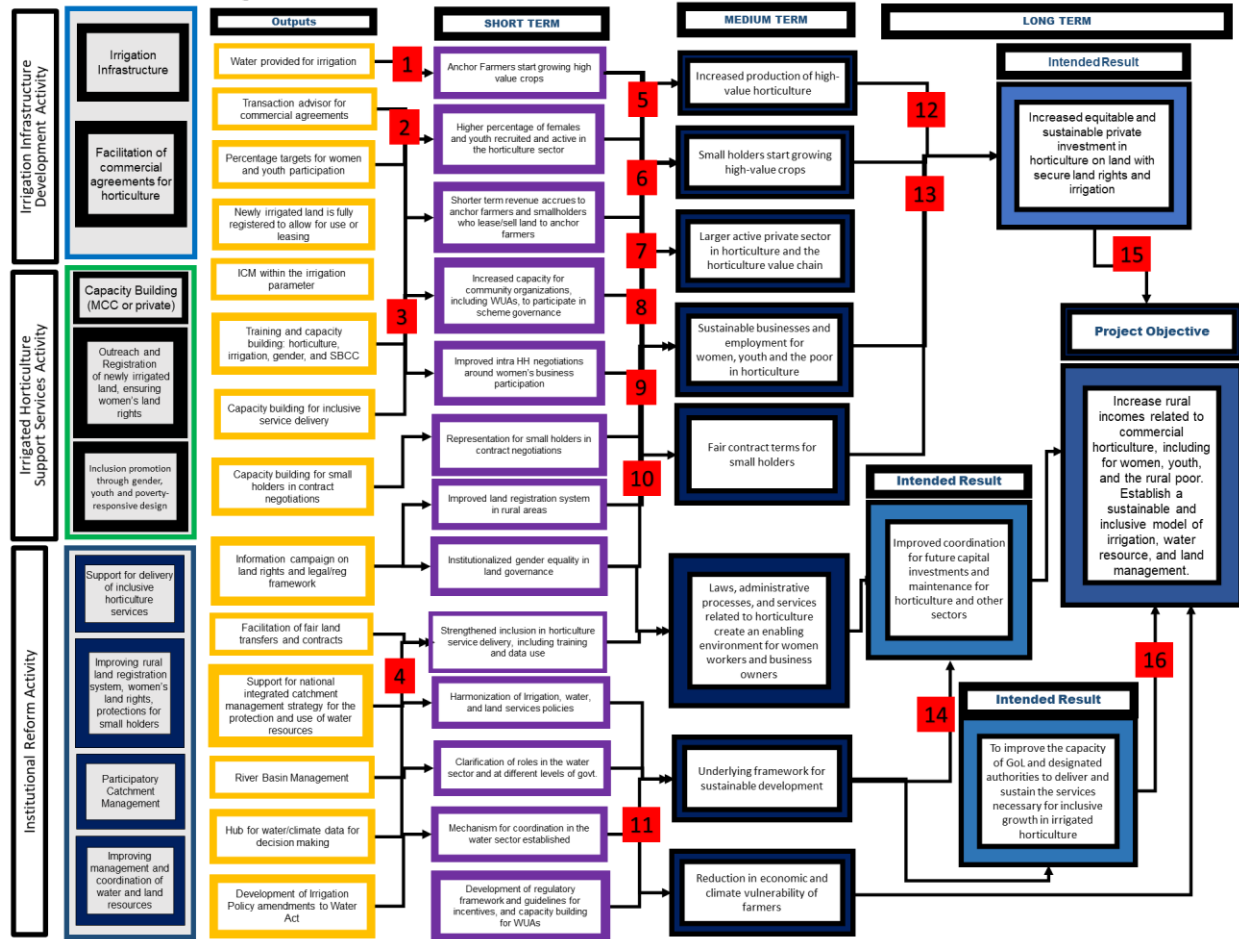 Irrigation Infrastructure
Development Activity
Irrigation
Infrastructure
Facilitation of
commercial
agreements for
horticulture
Irrigated Horticulture
Support Services Activity
Capacity Building
(MCC or private)
Outreach and
Registration
of newly irrigated
land, ensuring
women's land
rights
Inclusion promotion
through gender,
youth and poverty-
responsive design
Institutional Reform Activity
Support for delivery
of inclusive
horticulture
services
Improving rural
land registration
system, women's
land rights,
protections for
small holders
Participatory
Catchment
Management
Improving
management and
coordination of
water and land
resources
Outputs
Water provided for irrigation
Transaction advisor for
commercial agreements
Percentage targets for women
and youth participation
Newly irrigated land is fully
registered to allow for use or
leasing
ICM within the irrigation
parameter
Training and capacity
building: horticulture,
irrigation, gender, and SBCC
Capacity building for inclusive
service delivery
Capacity building for small
holders in contract
negotiations
Information campaign on
land rights and legal/reg
framework
Facilitation of fair land
transfers and contracts
Support for national
integrated catchment
management strategy for the
protection and use of water
resources
River Basin Management
Hub for water/climate data for
decision making
Development of Irrigation
Policy amendments to Water
Act
1
2
3
4
SHORT TERM
Anchor Farmers start growing high
value crops
Higher percentage of females
and youth recruited and active
in the horticulture sector
Shorter term revenue accrues to
anchor farmers and smallholders
who lease/sell land to anchor
farmers
Increased capacity for
community organizations,
including WUAs, to participate in
scheme governance
Improved intra HH negotiations
around women's business
participation
Representation for small holders in
contract negotiations
Improved land registration system
in rural areas
Institutionalized gender equality in
land governance
Strengthened inclusion in horticulture
service delivery, including training
and data use
Harmonization of Irrigation, water,
and land services policies
Clarification of roles in the water
sector and at different levels of govt.
Mechanism for coordination in the
water sector established
Development of regulatory
framework and guidelines for
incentives, and capacity building
for WUAs
5
6
7
8
9
10
11
MEDIUM TERM
Increased production of high-
value horticulture
Small holders start growing
high-value crops
Larger active private sector
in horticulture and the
horticulture value chain
Sustainable businesses and
employment for
women, youth and the poor
in horticulture
Fair contract terms for
small holders
Laws, administrative
processes, and services
related to horticulture
create an enabling
environment for women
workers and business
owners
Underlying framework for
sustainable development
Reduction in economic and
climate vulnerability of
farmers
12
13
14
LONG TERM
Intended Result
Increased equitable and
sustainable private
investment in
horticulture on land with
secure land rights and
irrigation
15
Intended Result
Improved coordination
for future capital
investments and
maintenance for
horticulture and other
sectors
Intended Result
To improve the capacity
of GoL and designated
authorities to deliver and
sustain the services
necessary for inclusive
growth in irrigated
horticulture
16
Project Objective
Increase rural
incomes related to
commercial
horticulture, including
for women, youth,
and the rural poor.
Establish a
sustainable and
inclusive model of
irrigation, water
resource, and land
management.